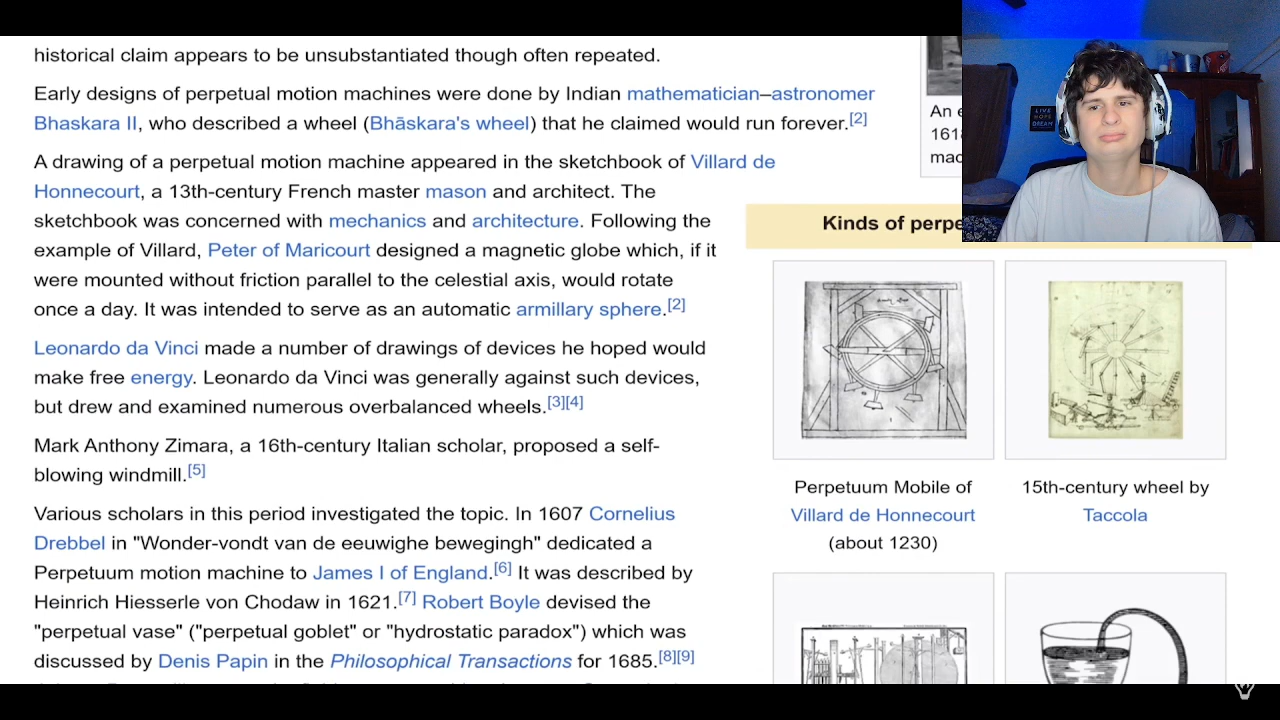 historical claim appears to be unsubstantiated though often repeated.
Early designs of perpetual motion machines were done by Indian mathematician–astronomer
Bhaskara II, who described a wheel (Bhāskara's wheel) that he claimed would run forever.[2]
A drawing of a perpetual motion machine appeared in the sketchbook of Villard de
Honnecourt, a 13th-century French master mason and architect. The
sketchbook was concerned with mechanics and architecture. Following the
example of Villard, Peter of Maricourt designed a magnetic globe which, if it
were mounted without friction parallel to the celestial axis, would rotate
once a day. It was intended to serve as an automatic armillary sphere.[2]
Leonardo da Vinci made a number of drawings of devices he hoped would
make free energy. Leonardo da Vinci was generally against such devices,
but drew and examined numerous overbalanced wheels.[3][4]
Mark Anthony Zimara, a 16th-century Italian scholar, proposed a self-
blowing windmill.[5]
Various scholars in this period investigated the topic. In 1607 Cornelius
Drebbel in "Wonder-vondt van de eeuwighe bewegingh" dedicated a
Perpetuum motion machine to James I of England.[6] It was described by
Heinrich Hiesserle von Chodaw in 1621.[7] Robert Boyle devised the
"perpetual vase" ("perpetual goblet" or "hydrostatic paradox") which was
discussed by Denis Papin in the Philosophical Transactions for 1685.[8][9]
An e
1618
mac
Kinds of perpe
Perpetuum Mobile of
Villard de Honnecourt
(about 1230)
15th-century wheel by
Taccola
LIVE
HOPE
DREAM